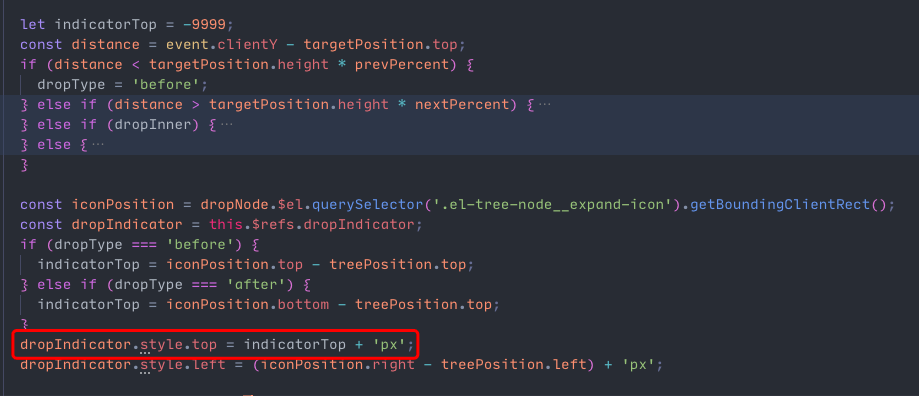 let indicatorTop = -9999;
const distance = event.clientY - targetPosition.top;
if (distance < targetPosition.height * prevPercent) {
  dropType = 'before';
} else if (distance > targetPosition.height * nextPercent) {···
} else if (dropInner) {···
} else {···
}
const iconPosition = dropNode.$el.querySelector('.el-tree-node__expand-icon').getBoundingClientRect();
const dropIndicator = this.$refs.dropIndicator;
if (dropType === 'before') {
  indicatorTop = iconPosition.top - treePosition.top;
} else if (dropType === 'after') {
  indicatorTop = iconPosition.bottom - treePosition.top;
}
dropIndicator.style.top = indicatorTop + 'px';
dropIndicator.style.left = (iconPosition.right - treePosition.left) + 'px';